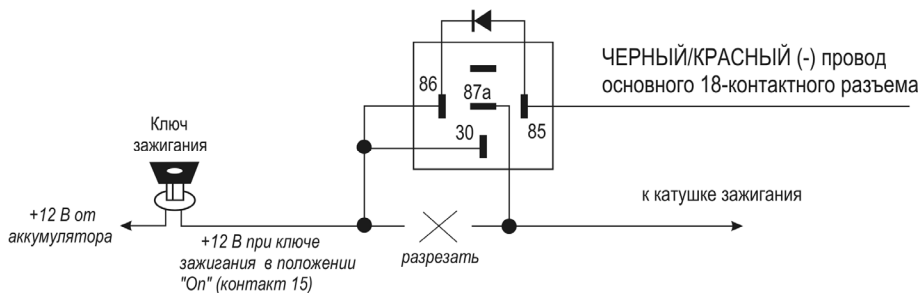 ЧЕРНЫЙ/КРАСНЫЙ (-) провод
основного 18-контактного разъема
86
87а
30
85
Ключ
зажигания
к катушке зажигания
+12 В от
аккумулятора
+12 В при ключе
зажигания в положении
"On" (контакт 15)
разрезать